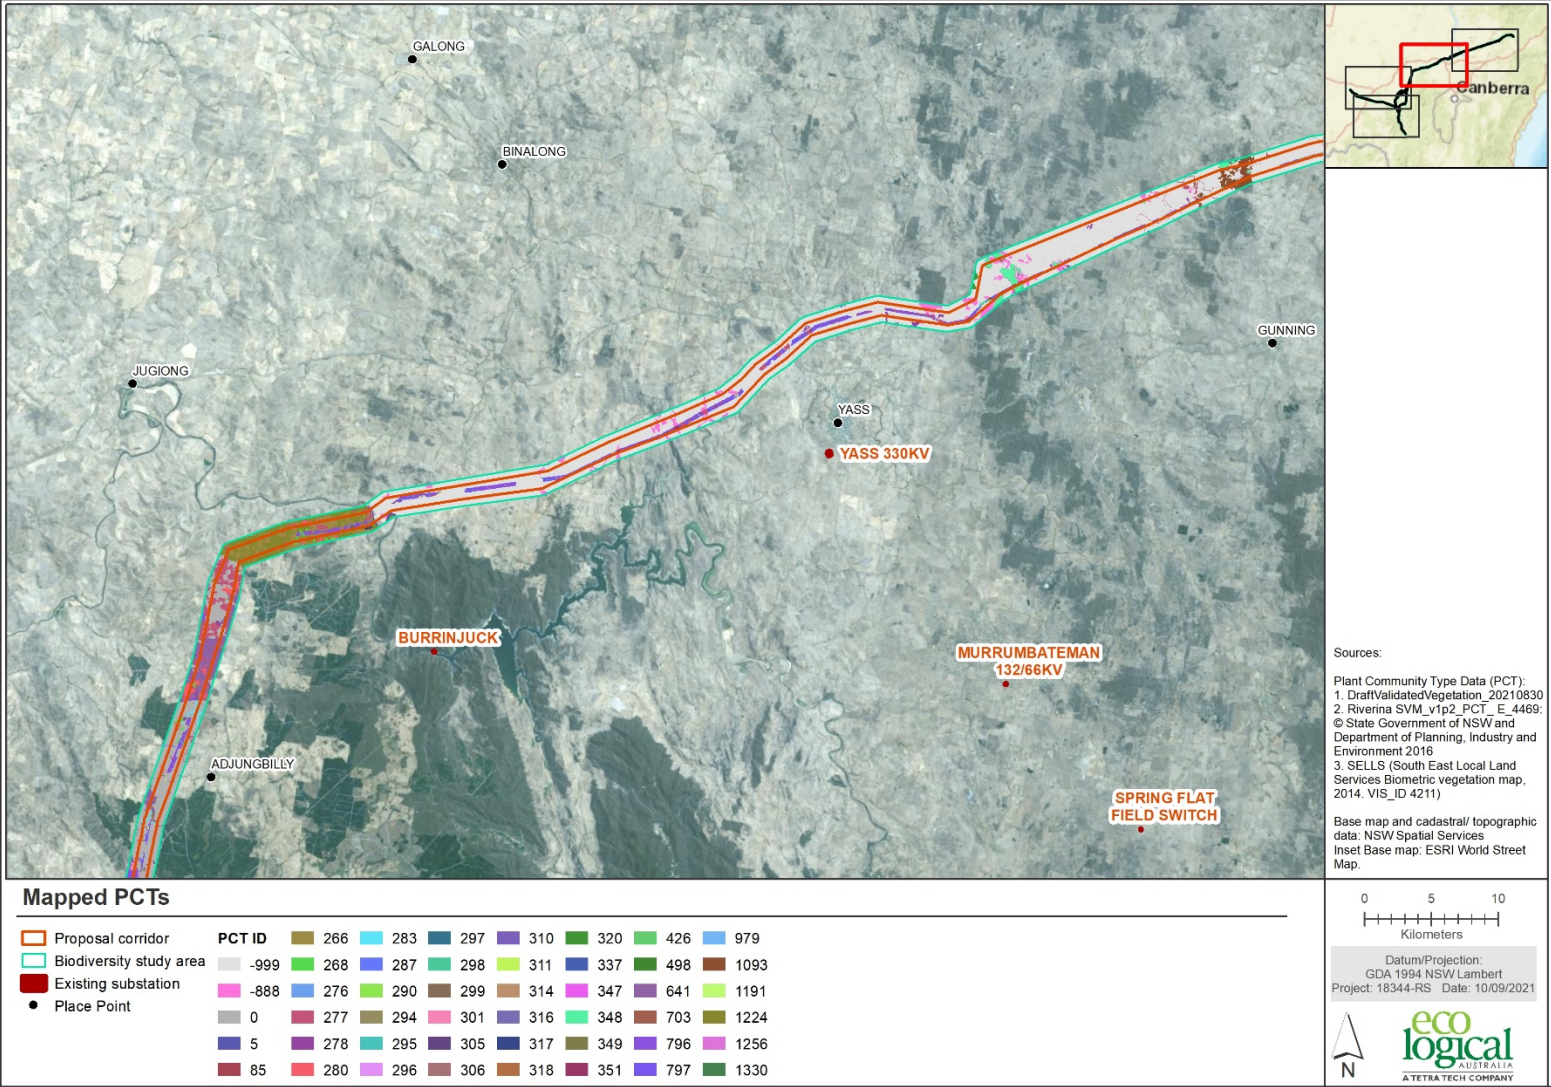 GALONG
BINALONG
JUGIONG
GUNNING
YASS
YASS 330KV
BURRINJUCK
MURRUMBATEMAN
132/66KV
ADJUNGBILLY
SPRING FLAT
FIELD SWITCH
Canberra
Sources:
Plant Community Type Data (PCT):
1. DraftValidatedVegetation_20210830
2. Riverina SVM_v1p2_PCT_ E_4469:
© State Government of NSW and
Department of Planning, Industry and
Environment 2016
3. SELLS (South East Local Land
Services Biometric vegetation map,
2014. VIS_ID 4211)
Base map and cadastral/ topographic
data: NSW Spatial Services
Inset Base map: ESRI World Street
Map.
0 5 10
Kilometers
Datum/Projection:
GDA 1994 NSW Lambert
Project: 18344-RS Date: 10/09/2021
N
eco
logical
AUSTRALIA
A TETRA TECH COMPANY
Mapped PCTs
Proposal corridor
Biodiversity study area
Existing substation
Place Point
PCT ID
-999
-888
0
5
85
266
268
276
277
278
280
283
287
290
294
295
296
297
298
299
301
305
306
310
311
314
316
317
318
320
337
347
348
349
351
426
498
641
703
796
797
979
1093
1191
1224
1256
1330